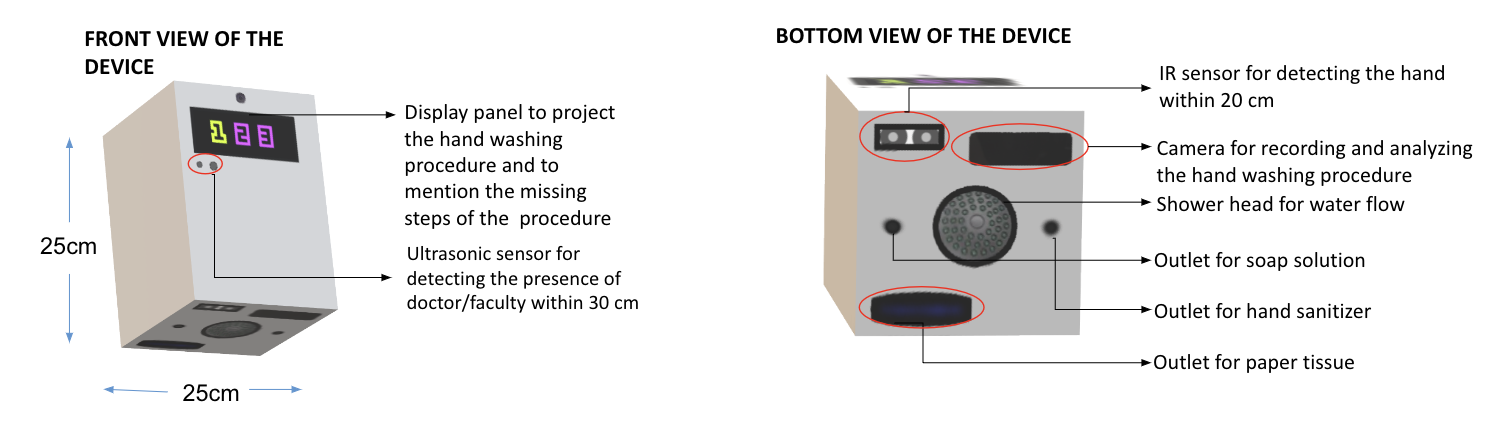 FRONT VIEW OF THE
DEVICE
123
Display panel to project
the hand washing
procedure and to
mention the missing
steps of the procedure
Ultrasonic sensor for
detecting the presence of
doctor/faculty within 30 cm
25cm
25cm
BOTTOM VIEW OF THE DEVICE
IR sensor for detecting the hand
within 20 cm
Camera for recording and analyzing
the hand washing procedure
Shower head for water flow
Outlet for soap solution
Outlet for hand sanitizer
Outlet for paper tissue